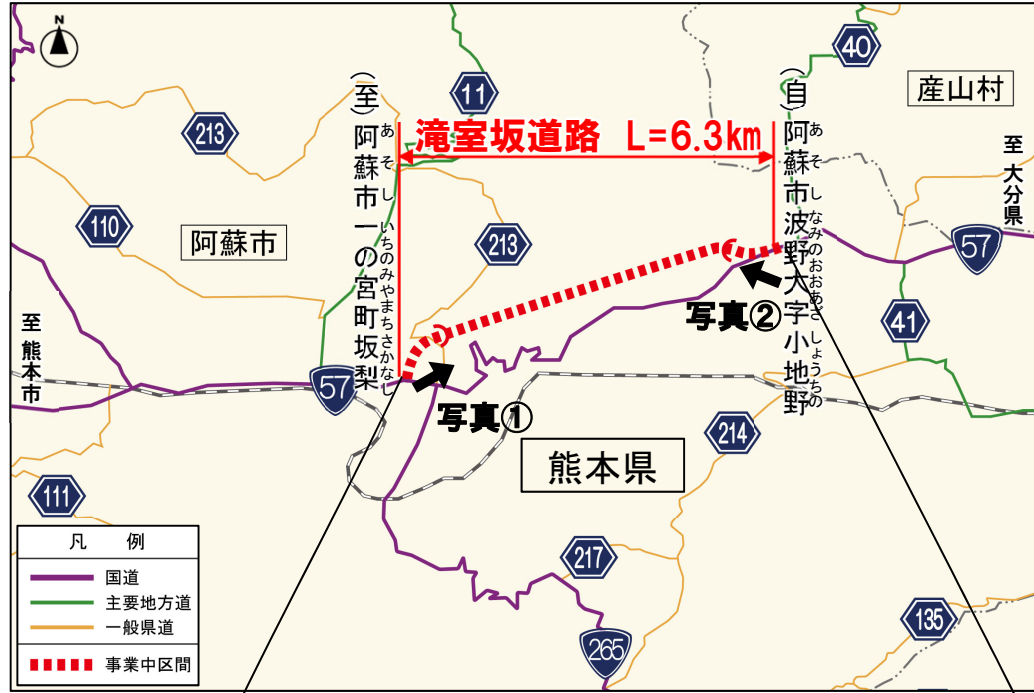 N
40
産山村
11
(至)阿蘇市一の宮町坂梨
あそし いちのみやまちさかなし
(自)阿蘇市波野大字小地野
あそし なみのおおあざ しょうちの
滝室坂道路 L=6.3km
至 大分県
213
110
阿蘇市
213
57
写真②
41
至 熊本市
57
写真①
214
熊本県
111
217
135
265
凡 例
国道
主要地方道
一般県道
事業中区間